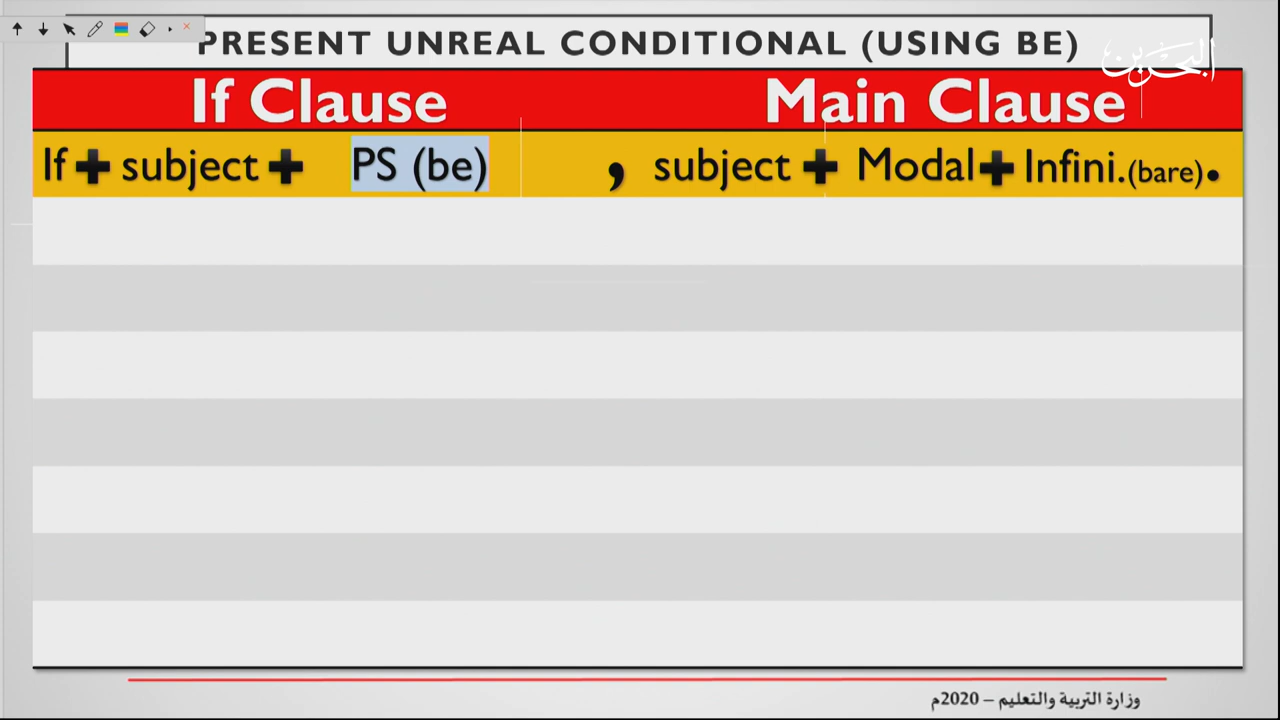 PRESENT UNREAL CONDITIONAL (USING BE)
البحرين
If Clause Main Clause
If + subject + PS (be) , subject + Modal + Infini.(bare).
وزارة التربية والتعليم – 2020م